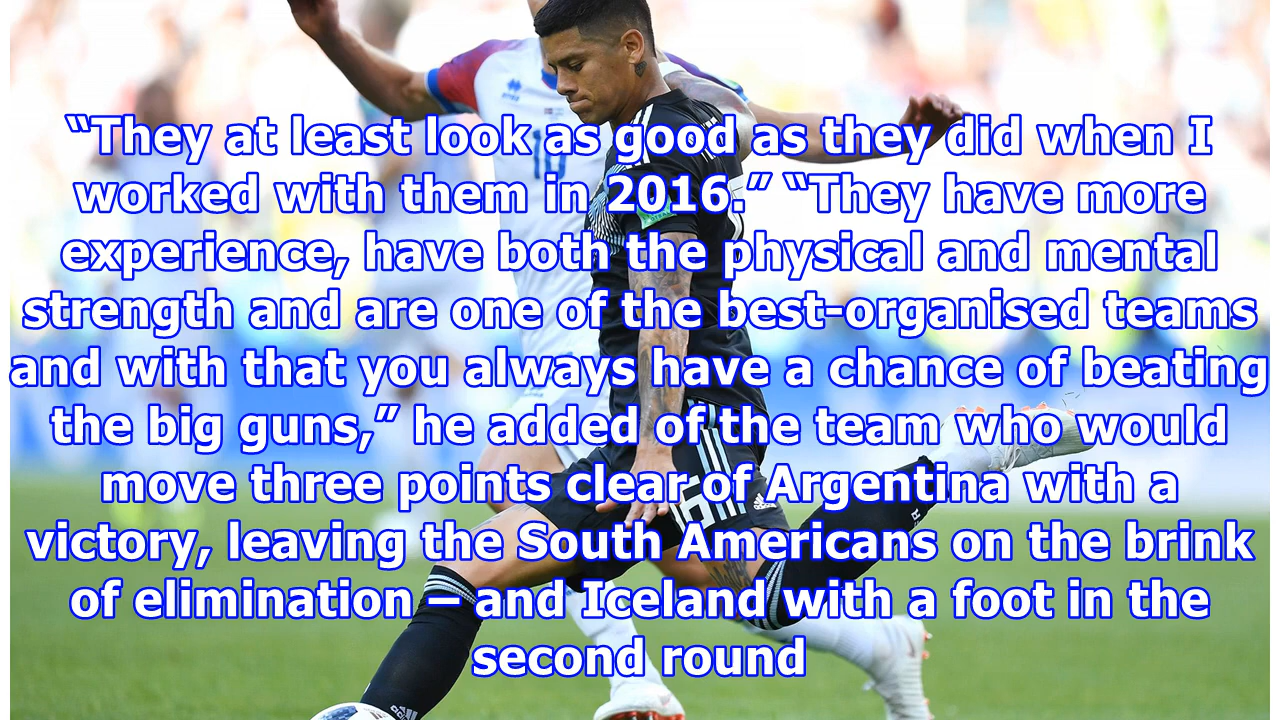 “They at least look as good as they did when I
worked with them in 2016.” “They have more
experience, have both the physical and mental
strength and are one of the best-organised teams
and with that you always have a chance of beating
the big guns,” he added of the team who would
move three points clear of Argentina with a
victory, leaving the South Americans on the brink
of elimination – and Iceland with a foot in the
second round
16